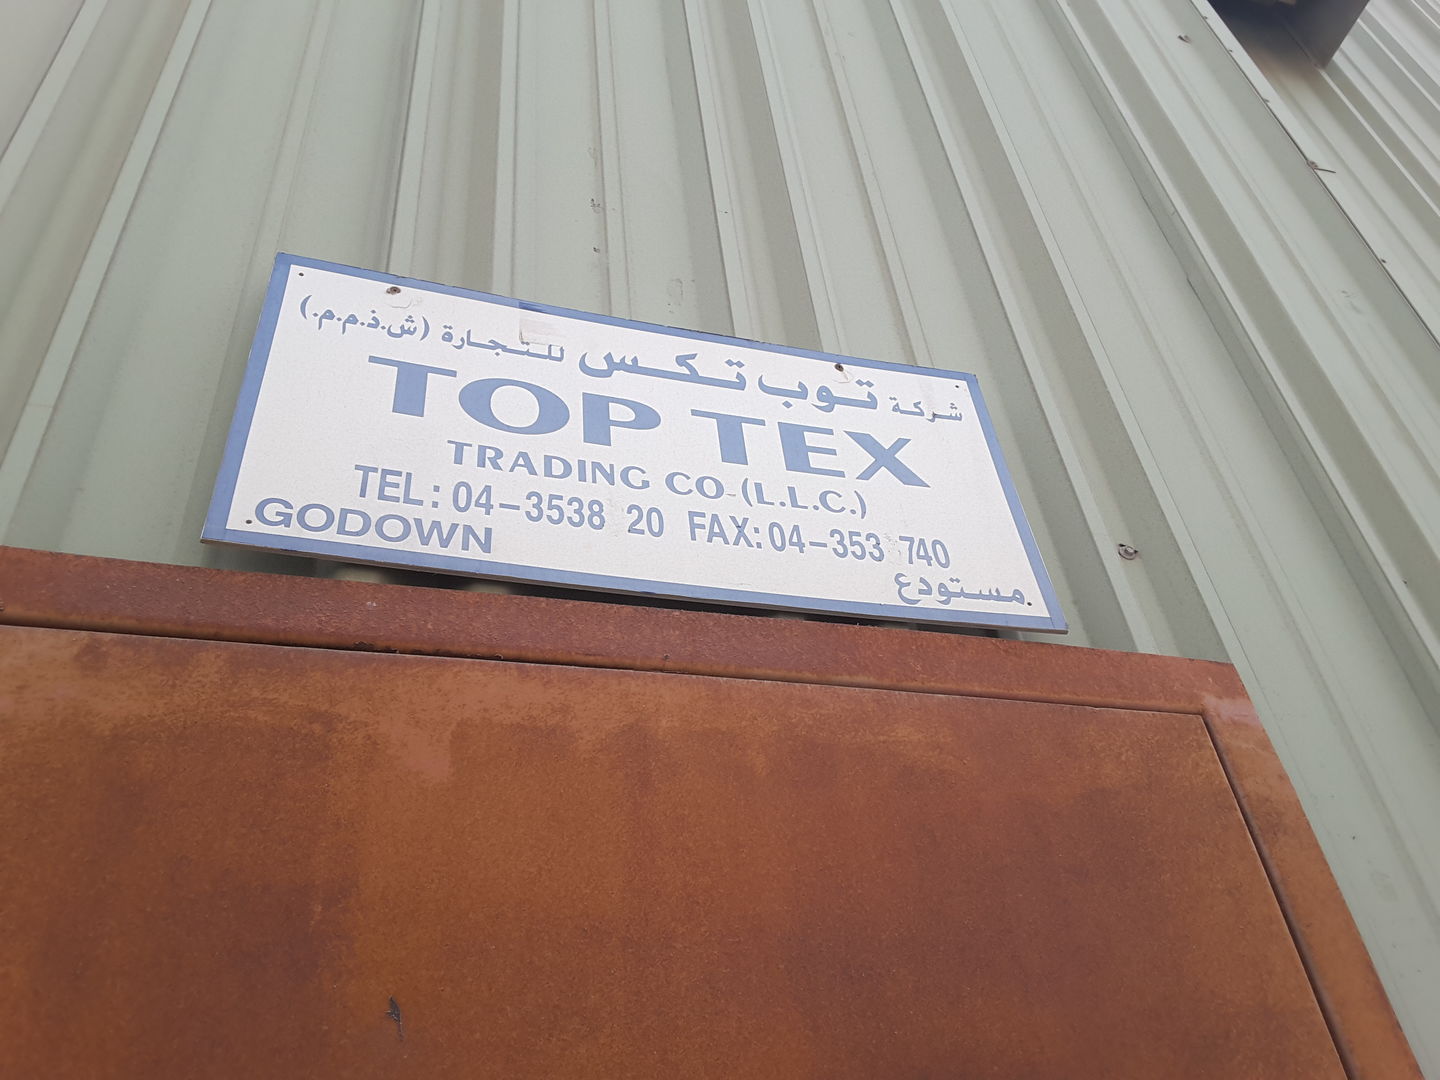 شركة توب تكس للتجارة (ش.ذ.م.م.)
TOP TEX
TRADING CO (L.L.C.)
TEL: 04-3538 20 FAX: 04-353 740
GODOWN
مستودع